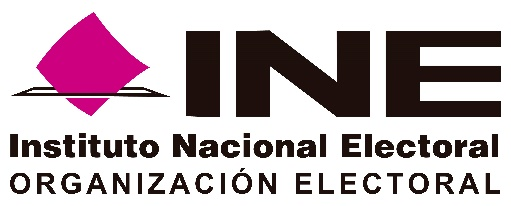 INE
Instituto Nacional Electoral
ORGANIZACIÓN ELECTORAL